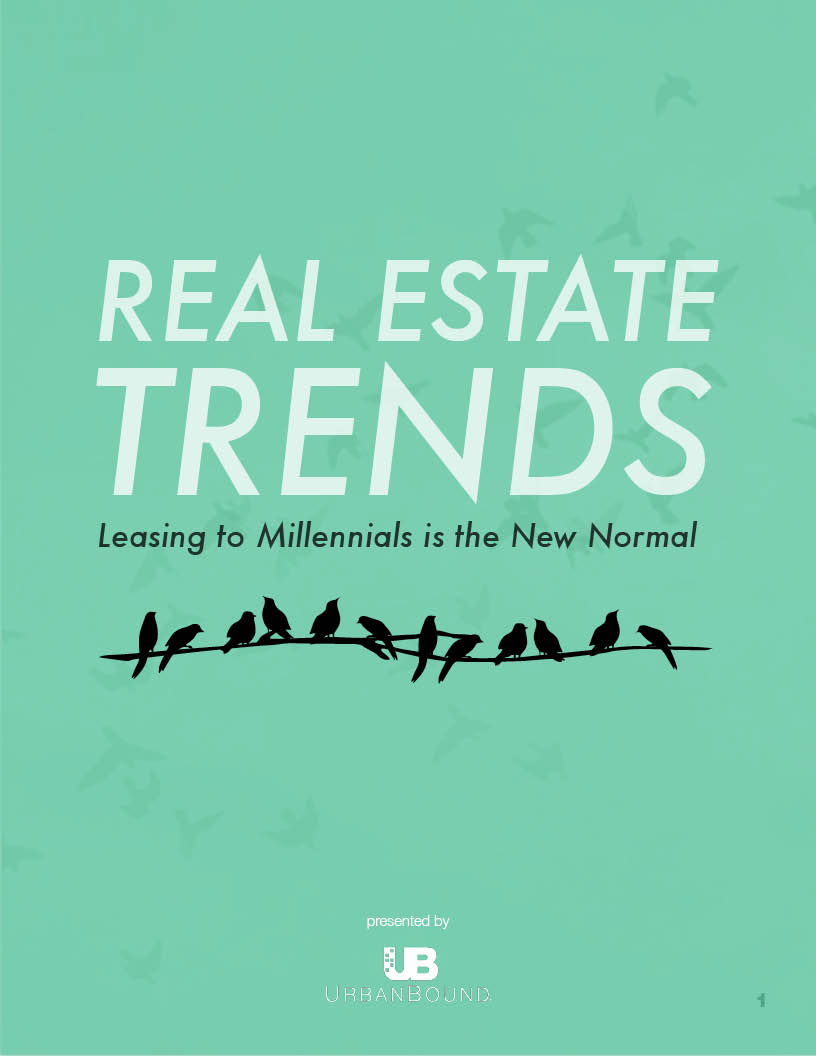 REAL ESTATE
TRENDS
Leasing to Millennials is the New Normal
presented by
UB
URBANBOUND
1